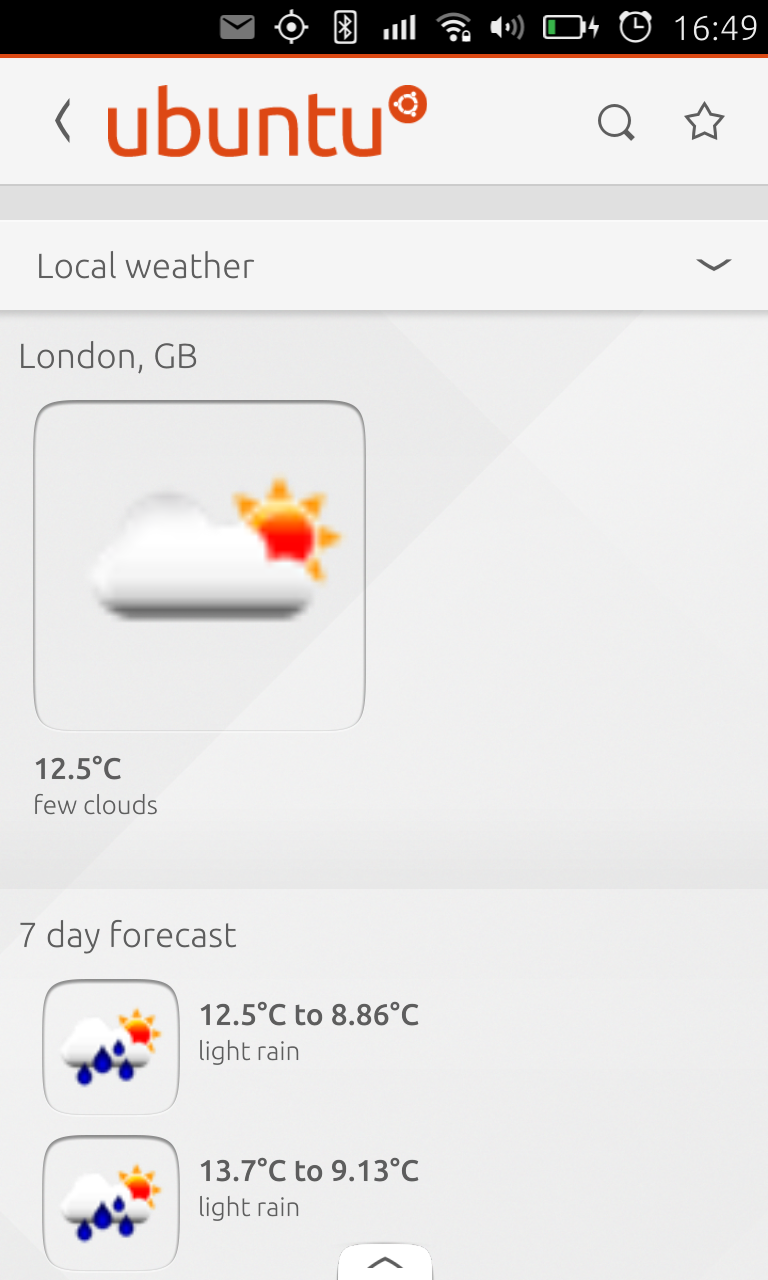 16:49
ubuntu
Local weather
London, GB
12.5°C
few clouds
7 day forecast
12.5°C to 8.86°C
light rain
13.7°C to 9.13°C
light rain